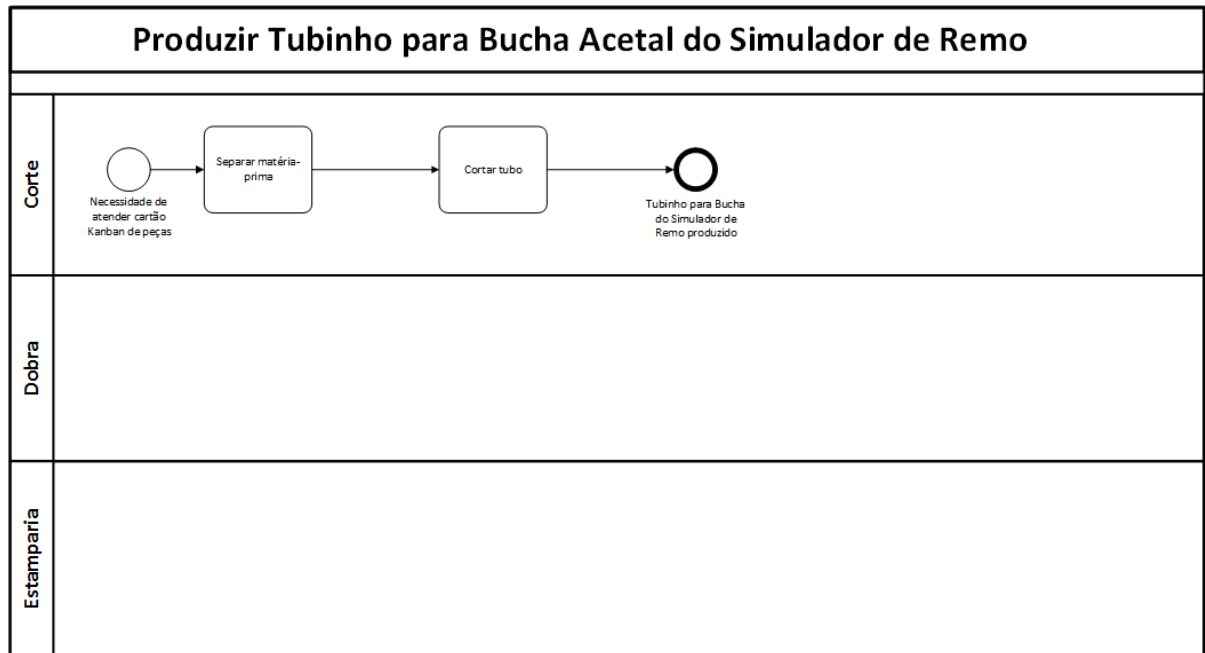 Produzir Tubinho para Bucha Acetal do Simulador de Remo
Corte
Necessidade de
atender cartão
Kanban de peças
Separar matéria-
prima
Cortar tubo
Tubinho para Bucha
do Simulador de
Remo produzido
Dobra
Estamparia